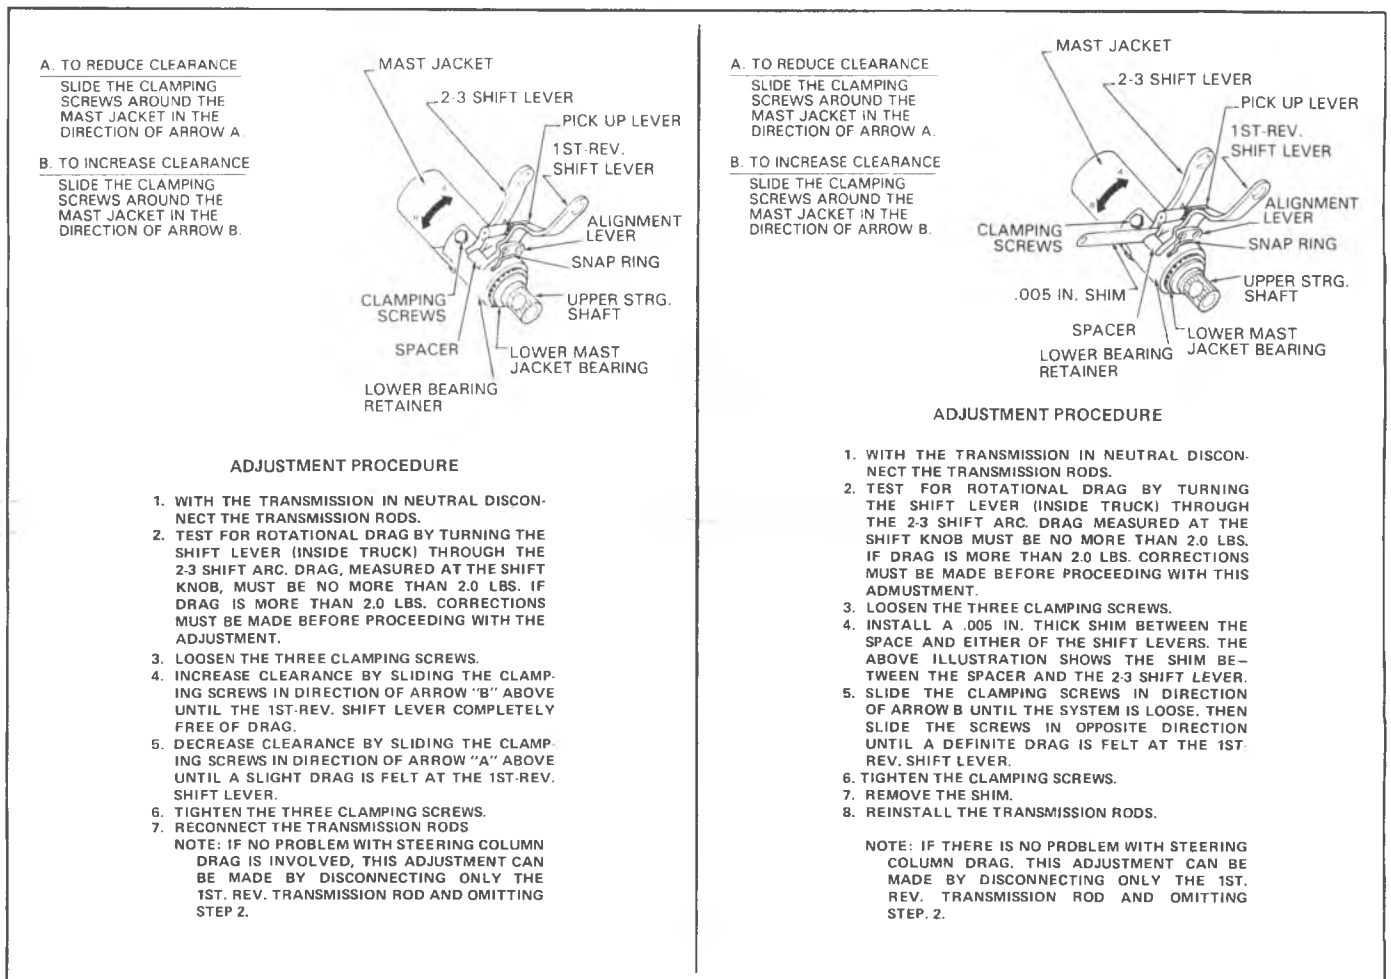 A. TO REDUCE CLEARANCE
SLIDE THE CLAMPING
SCREWS AROUND THE
MAST JACKET IN THE
DIRECTION OF ARROW A.
B. TO INCREASE CLEARANCE
SLIDE THE CLAMPING
SCREWS AROUND THE
MAST JACKET IN THE
DIRECTION OF ARROW B.
MAST JACKET
2-3 SHIFT LEVER
PICK UP LEVER
1ST-REV.
SHIFT LEVER
ALIGNMENT
LEVER
SNAP RING
CLAMPING
SCREWS
UPPER STRG.
SHAFT
SPACER
LOWER MAST
JACKET BEARING
LOWER BEARING
RETAINER
ADJUSTMENT PROCEDURE
1. WITH THE TRANSMISSION IN NEUTRAL DISCON-
NECT THE TRANSMISSION RODS.
2. TEST FOR ROTATIONAL DRAG BY TURNING THE
SHIFT LEVER (INSIDE TRUCK) THROUGH THE
2-3 SHIFT ARC. DRAG, MEASURED AT THE SHIFT
KNOB, MUST BE NO MORE THAN 2.0 LBS. IF
DRAG IS MORE THAN 2.0 LBS. CORRECTIONS
MUST BE MADE BEFORE PROCEEDING WITH THE
ADJUSTMENT.
3. LOOSEN THE THREE CLAMPING SCREWS.
4. INCREASE CLEARANCE BY SLIDING THE CLAMP-
ING SCREWS IN DIRECTION OF ARROW "B" ABOVE
UNTIL THE 1ST-REV. SHIFT LEVER COMPLETELY
FREE OF DRAG.
5. DECREASE CLEARANCE BY SLIDING THE CLAMP-
ING SCREWS IN DIRECTION OF ARROW "A" ABOVE
UNTIL A SLIGHT DRAG IS FELT AT THE 1ST-REV.
SHIFT LEVER.
6. TIGHTEN THE THREE CLAMPING SCREWS.
7. RECONNECT THE TRANSMISSION RODS
NOTE: IF NO PROBLEM WITH STEERING COLUMN
DRAG IS INVOLVED, THIS ADJUSTMENT CAN
BE MADE BY DISCONNECTING ONLY THE
1ST. REV. TRANSMISSION ROD AND OMITTING
STEP 2.
A. TO REDUCE CLEARANCE
SLIDE THE CLAMPING
SCREWS AROUND THE
MAST JACKET IN THE
DIRECTION OF ARROW A.
B. TO INCREASE CLEARANCE
SLIDE THE CLAMPING
SCREWS AROUND THE
MAST JACKET IN THE
DIRECTION OF ARROW B.
MAST JACKET
2-3 SHIFT LEVER
PICK UP LEVER
1ST-REV.
SHIFT LEVER
ALIGNMENT
LEVER
CLAMPING
SCREWS
SNAP RING
.005 IN. SHIM
UPPER STRG.
SHAFT
SPACER
LOWER MAST
JACKET BEARING
LOWER BEARING
RETAINER
ADJUSTMENT PROCEDURE
1. WITH THE TRANSMISSION IN NEUTRAL DISCON-
NECT THE TRANSMISSION RODS.
2. TEST FOR ROTATIONAL DRAG BY TURNING
THE SHIFT LEVER (INSIDE TRUCK) THROUGH
THE 2-3 SHIFT ARC. DRAG MEASURED AT THE
SHIFT KNOB MUST BE NO MORE THAN 2.0 LBS.
IF DRAG IS MORE THAN 2.0 LBS. CORRECTIONS
MUST BE MADE BEFORE PROCEEDING WITH THIS
ADMUSTMENT.
3. LOOSEN THE THREE CLAMPING SCREWS.
4. INSTALL A .005 IN. THICK SHIM BETWEEN THE
SPACE AND EITHER OF THE SHIFT LEVERS. THE
ABOVE ILLUSTRATION SHOWS THE SHIM BE-
TWEEN THE SPACER AND THE 2-3 SHIFT LEVER.
5. SLIDE THE CLAMPING SCREWS IN DIRECTION
OF ARROW B UNTIL THE SYSTEM IS LOOSE. THEN
SLIDE THE SCREWS IN OPPOSITE DIRECTION
UNTIL A DEFINITE DRAG IS FELT AT THE 1ST-
REV. SHIFT LEVER.
6. TIGHTEN THE CLAMPING SCREWS.
7. REMOVE THE SHIM.
8. REINSTALL THE TRANSMISSION RODS.
NOTE: IF THERE IS NO PROBLEM WITH STEERING
COLUMN DRAG. THIS ADJUSTMENT CAN BE
MADE BY DISCONNECTING ONLY THE 1ST.
REV. TRANSMISSION ROD AND OMITTING
STEP. 2.